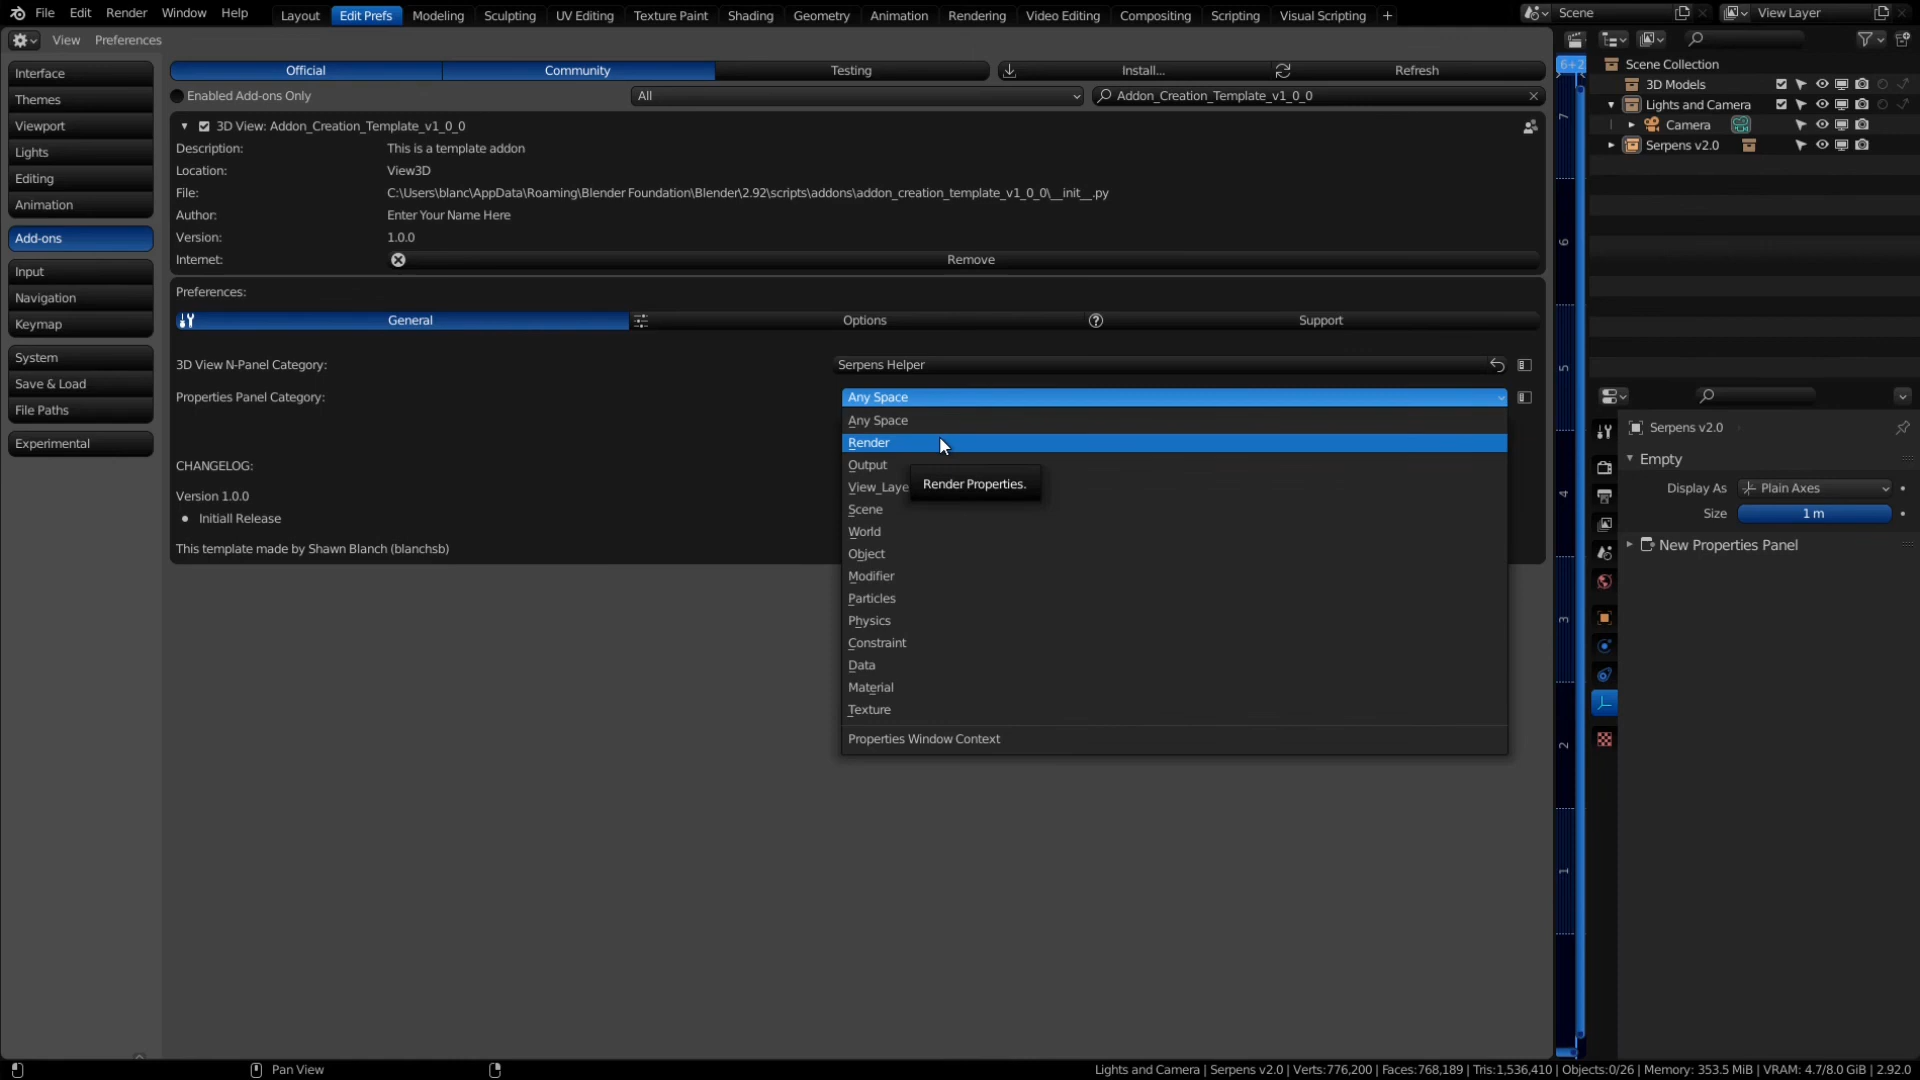 File Edit Render Window Help Layout Edit Prefs Modeling Sculpting UV Editing Texture Paint Shading Geometry Animation Rendering Video Editing Compositing Scripting Visual Scripting + Scene View Layer
View Preferences
Interface
Themes
Viewport
Lights
Editing
Animation
Add-ons
Input
Navigation
Keymap
System
Save & Load
File Paths
Experimental
Official Community Testing Install... Refresh
Enabled Add-ons Only All Addon_Creation_Template_v1_0_0
3D View: Addon_Creation_Template_v1_0_0
Description: This is a template addon
Location: View3D
File: C:\Users\blanc\AppData\Roaming\Blender Foundation\Blender\2.92\scripts\addons\addon_creation_template_v1_0_0\__init__.py
Author: Enter Your Name Here
Version: 1.0.0
Internet: Remove
Preferences:
General Options Support
3D View N-Panel Category: Serpens Helper
Properties Panel Category: Any Space
Any Space
Render
Output
View_Laye
Render Properties.
Scene
World
Object
Modifier
Particles
Physics
Constraint
Data
Material
Texture
Properties Window Context
CHANGELOG:
Version 1.0.0
Initiall Release
This template made by Shawn Blanch (blanchsb)
6+2
7
6
5
4
3
2
1
Scene Collection
3D Models
Lights and Camera
Camera
Serpens v2.0
Serpens v2.0
Empty
Display As Plain Axes
Size 1 m
New Properties Panel
Pan View
Lights and Camera | Serpens v2.0 | Verts:776,200 | Faces:768,189 | Tris:1,536,410 | Objects:0/26 | Memory: 353.5 MiB | VRAM: 4.7/8.0 GiB | 2.92.0